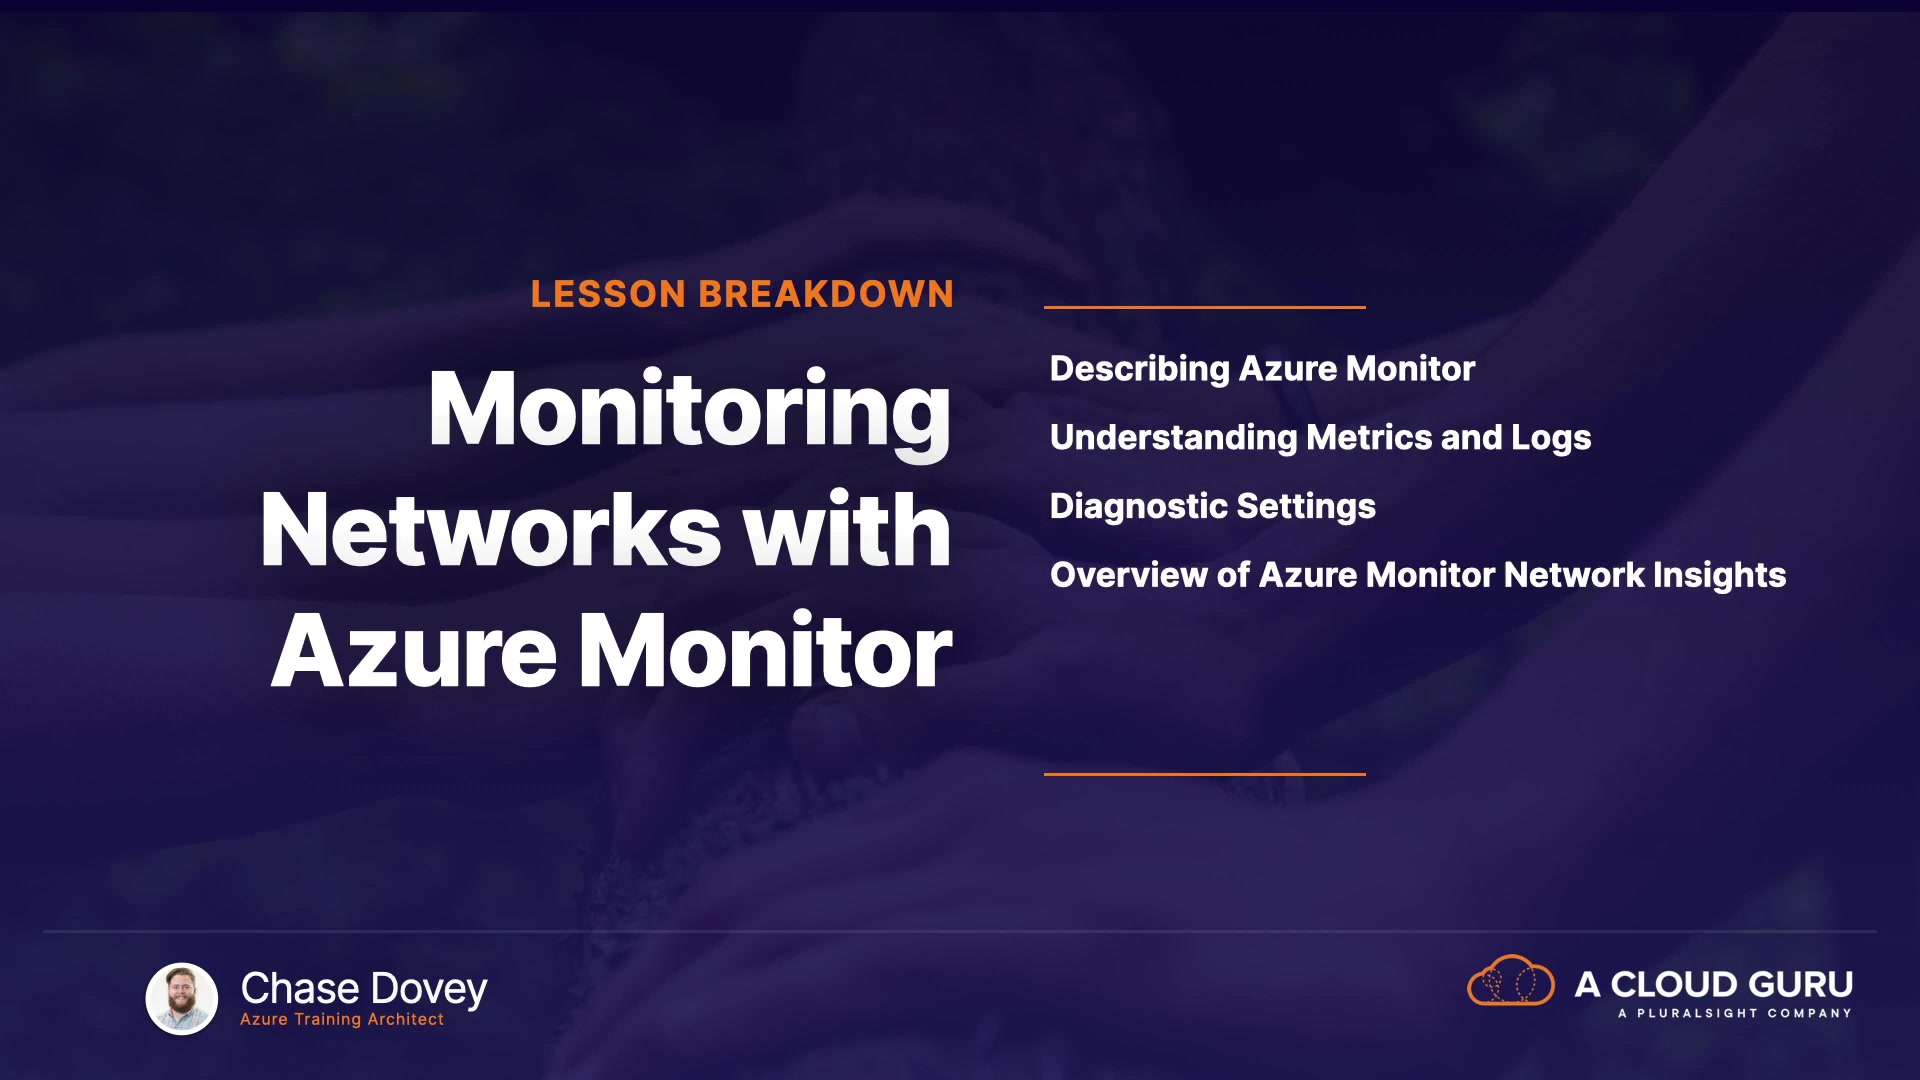 LESSON BREAKDOWN
Monitoring
Networks with
Azure Monitor
Describing Azure Monitor
Understanding Metrics and Logs
Diagnostic Settings
Overview of Azure Monitor Network Insights
Chase Dovey
Azure Training Architect
A CLOUD GURU
A PLURALSIGHT COMPANY